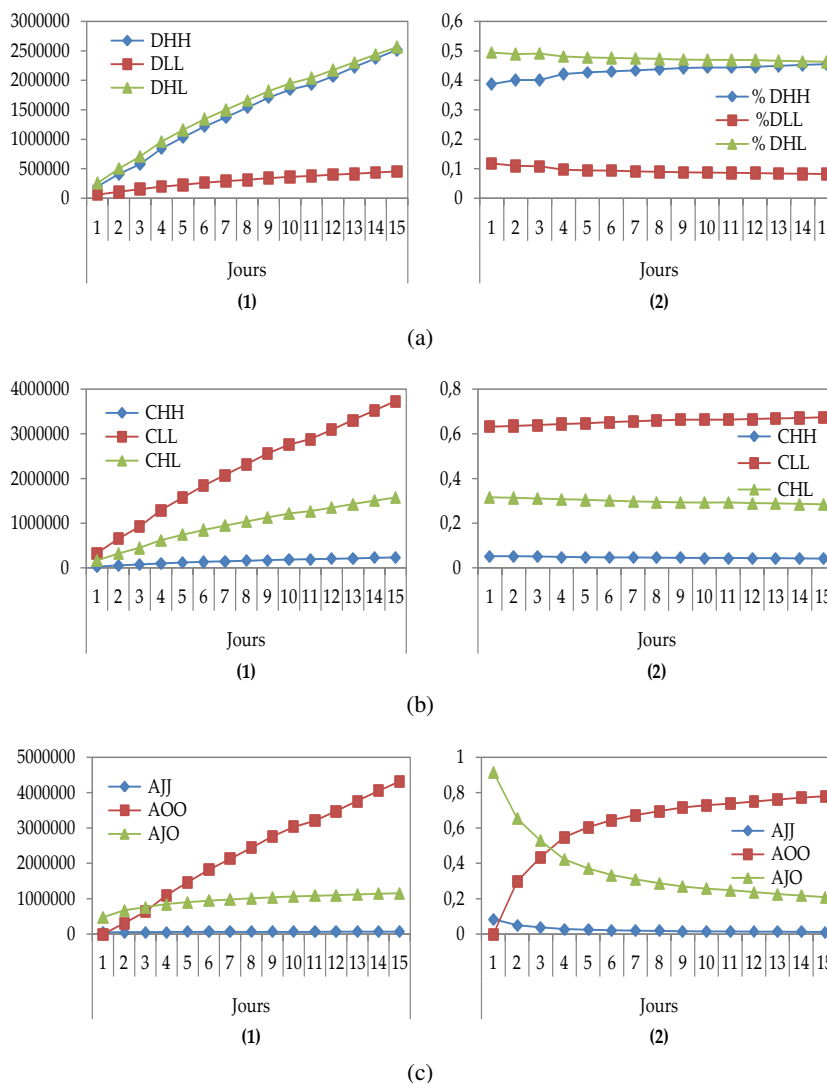 3000000
2500000
2000000
1500000
1000000
500000
0
DHH
DLL
DHL
1 2 3 4 5 6 7 8 9 10 11 12 13 14 15
Jours
(1)
0,6
0,5
0,4
0,3
0,2
0,1
0
% DHH
%DLL
% DHL
1 2 3 4 5 6 7 8 9 10 11 12 13 14 15
Jours
(2)
(a)
4000000
3000000
2000000
1000000
0
CHH
CLL
CHL
1 2 3 4 5 6 7 8 9 10 11 12 13 14 15
Jours
(1)
0,8
0,6
0,4
0,2
0
CHH
CLL
CHL
1 2 3 4 5 6 7 8 9 10 11 12 13 14 15
Jours
(2)
(b)
5000000
4000000
3000000
2000000
1000000
0
AJJ
AOO
AJO
1 2 3 4 5 6 7 8 9 10 11 12 13 14 15
Jours
(1)
1
0,8
0,6
0,4
0,2
0
AJJ
AOO
AJO
1 2 3 4 5 6 7 8 9 10 11 12 13 14 15
Jours
(2)
(c)